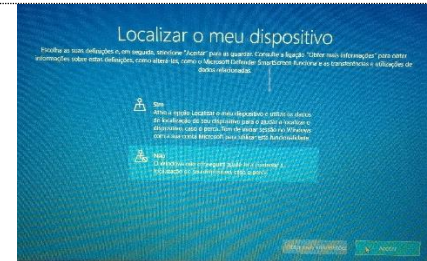 Localizar o meu dispositivo
Escolha as suas definições e, em seguida, selecione "Aceitar" para as guardar. Consulte a ligação "Obter mais informações" para obter
informações sobre estas definições, como alterá-las, como o Microsoft Defender SmartScreen funciona e as transferências e utilizações de
dados relacionadas.
Sim
Ative a opção Localizar o meu dispositivo e utilize os dados
de localização do seu dispositivo para o ajudar a localizar o
dispositivo, caso o perca. Tem de iniciar sessão no Windows
com a sua conta Microsoft para utilizar esta funcionalidade.
Não
O Windows não conseguirá ajudá-lo a controlar a
localização do dispositivo caso o perca.
Aceitar